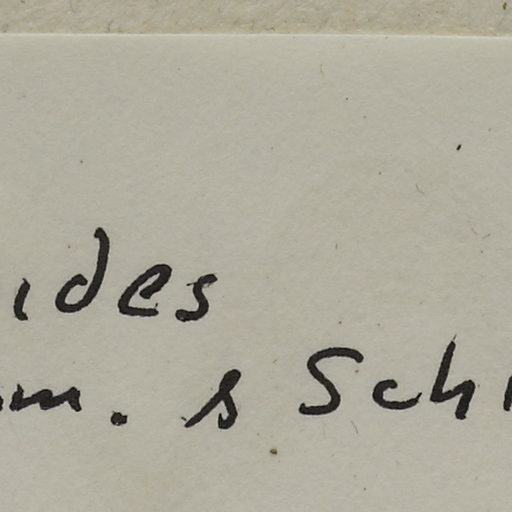 ides
m. & Sch